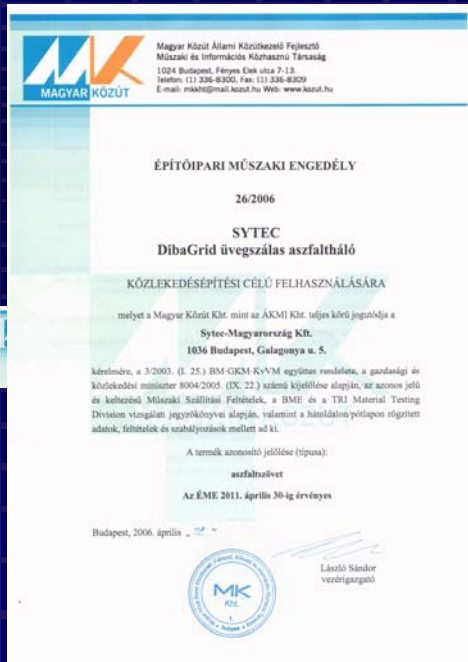 Magyar Közút Állami Közútkezelő Fejlesztő
Műszaki és Információs Közhasznú Társaság
1024 Budapest, Fényes Elek utca 7-13.
Telefon: (1) 336-8300, Fax: (1) 336-8309
E-mail: mkkht@mail.kozut.hu Web: www.kozut.hu
MAGYAR KÖZÚT
ÉPÍTŐIPARI MŰSZAKI ENGEDÉLY
26/2006
SYTEC
DibaGrid üvegszálas aszfaltháló
KÖZLEKEDÉSÉPÍTÉSI CÉLÚ FELHASZNÁLÁSÁRA
melyet a Magyar Közút Kht. mint az ÁKMI Kht. teljes körű jogutódja a
Sytec-Magyarország Kft.
1036 Budapest, Galagonya u. 5.
kérelmére, a 3/2003. (I. 25.) BM-GKM-KvVM együttes rendelete, a gazdasági és
közlekedési miniszter 8004/2005. (IX. 22.) számú kijelölése alapján, az azonos jelű
és keltezésű Műszaki Szállítási Feltételek, a BME és a TRI Material Testing
Division vizsgálati jegyzőkönyvei alapján, valamint a hátoldalon/pótlapon rögzített
adatok, feltételek és szabályozások mellett ad ki.
A termék azonosító jelölése (típusa):
aszfaltszövet
Az ÉME 2011. április 30-ig érvényes
Budapest, 2006. április „ "
László Sándor
vezérigazgató
MK
Kht.
1.